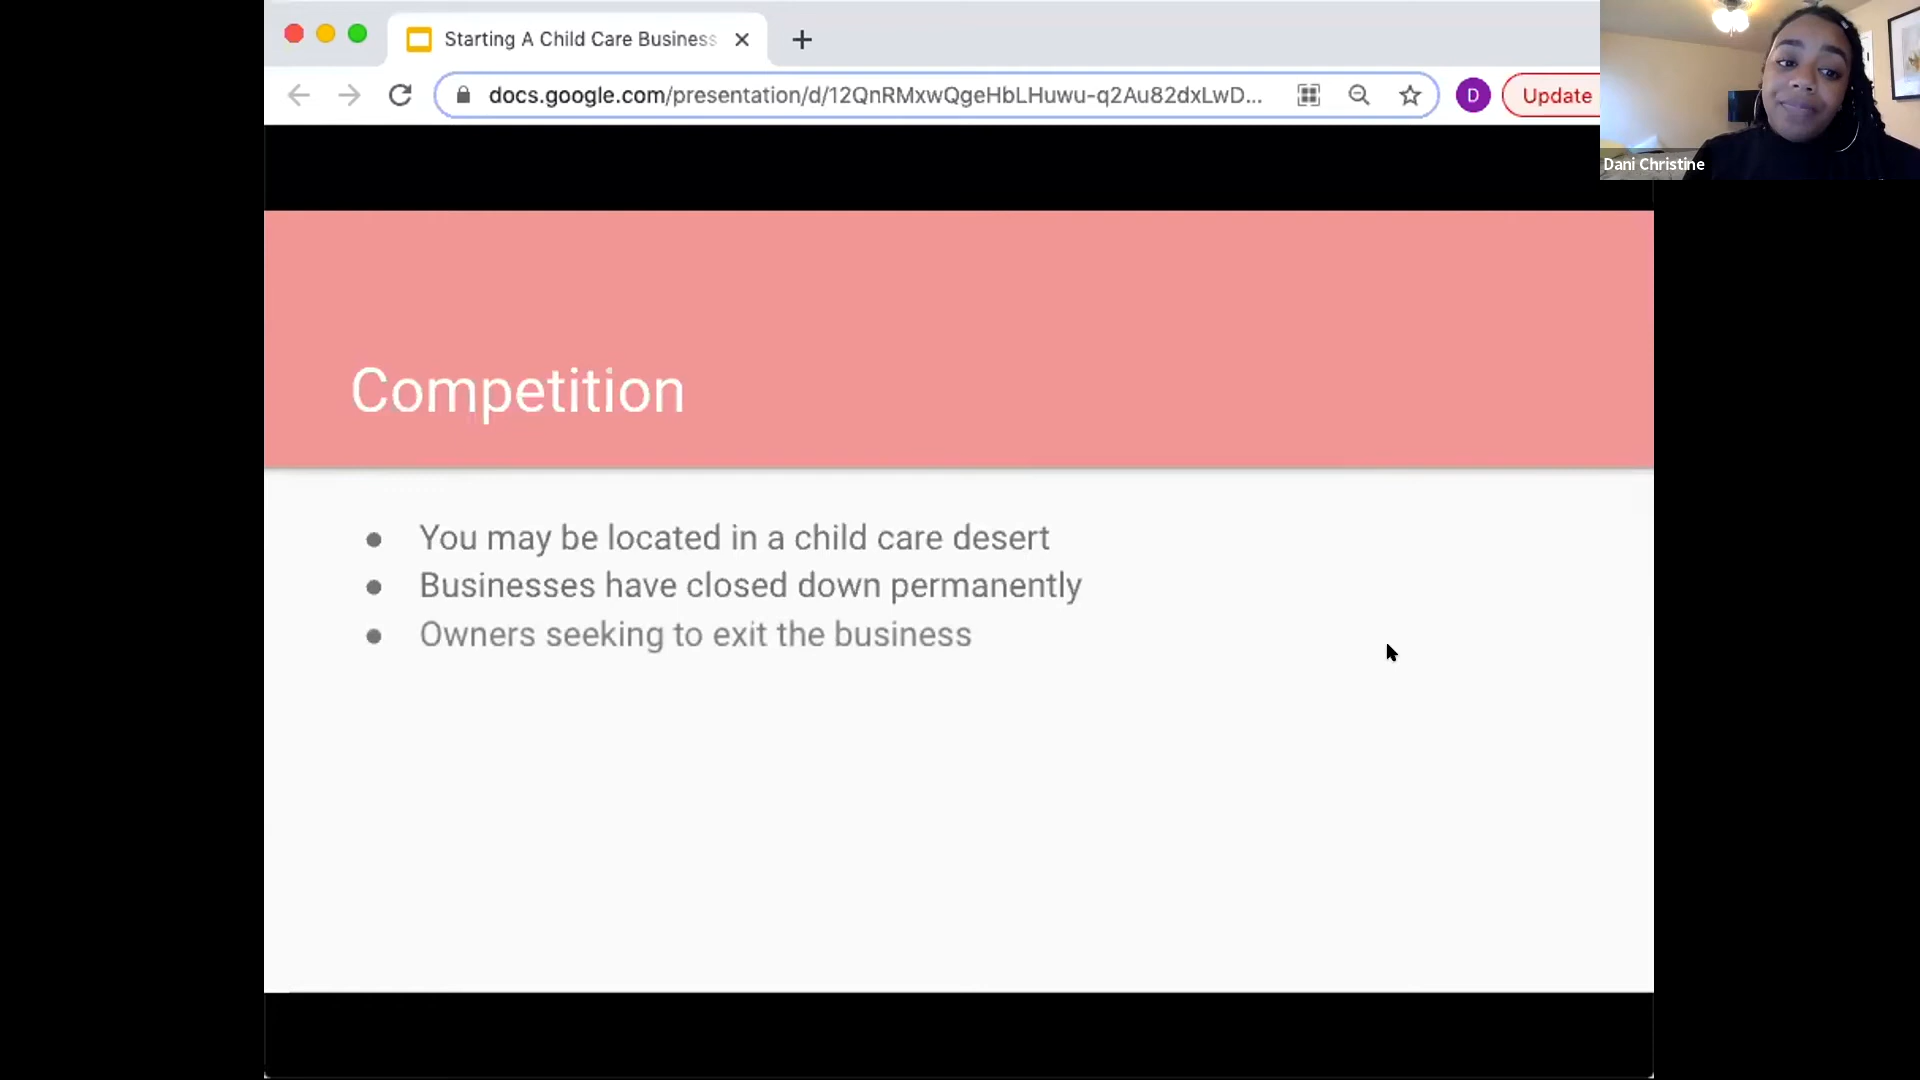 Starting A Child Care Business
docs.google.com/presentation/d/12QnRMxwQgeHbLHuwu-q2Au82dxLwD...
D
Update
Dani Christine
Competition
● You may be located in a child care desert
● Businesses have closed down permanently
● Owners seeking to exit the business